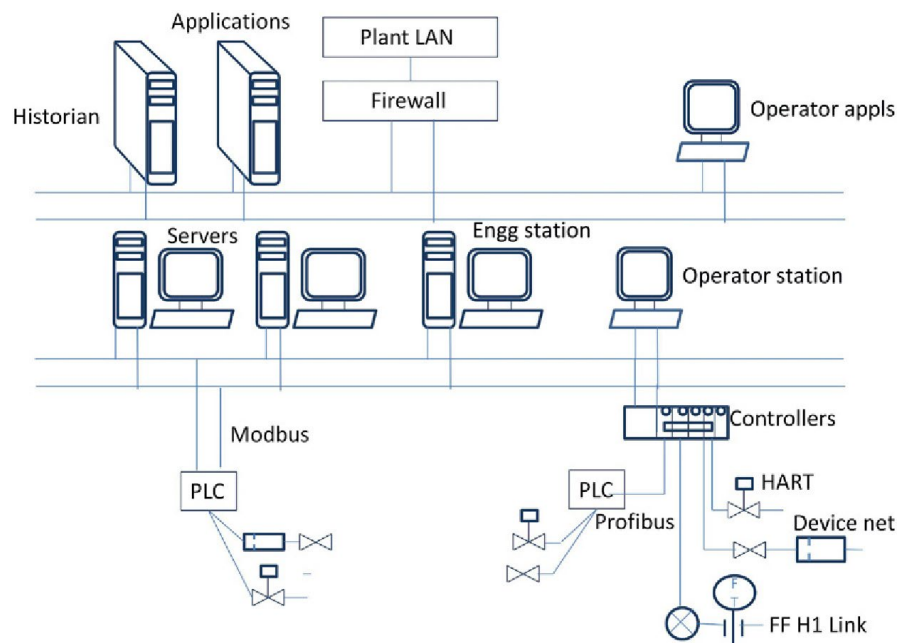 Applications
Plant LAN
Historian
Firewall
Operator appls
Servers
Engg station
Operator station
Modbus
Controllers
PLC
PLC
HART
Profibus
Device net
F
T
FF H1 Link